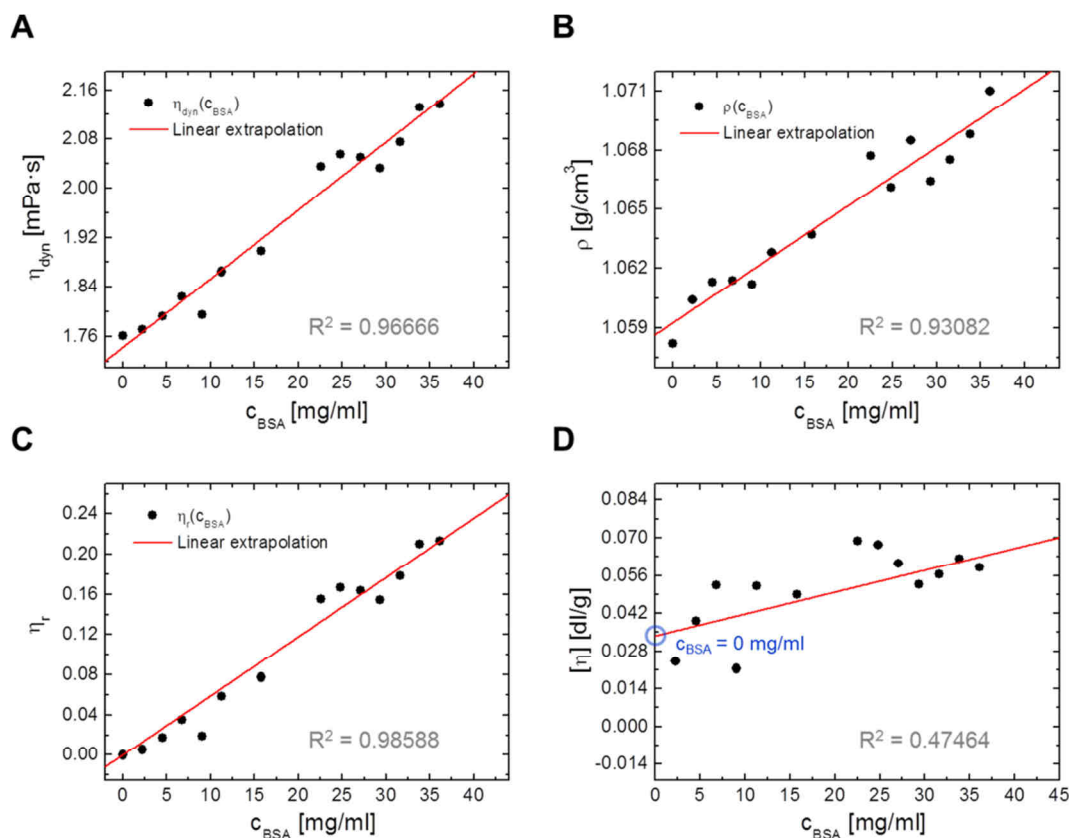 A
2.16
2.08
2.00
1.92
1.84
1.76
η_dyn [mPa·s]
η_dyn(c_BSA)
Linear extrapolation
R² = 0.96666
0 5 10 15 20 25 30 35 40
c_BSA [mg/ml]
B
1.071
1.068
1.065
1.062
1.059
ρ [g/cm³]
ρ(c_BSA)
Linear extrapolation
R² = 0.93082
0 5 10 15 20 25 30 35 40
c_BSA [mg/ml]
C
0.24
0.20
0.16
0.12
0.08
0.04
0.00
η_r
η_r(c_BSA)
Linear extrapolation
R² = 0.98588
0 5 10 15 20 25 30 35 40
c_BSA [mg/ml]
D
0.084
0.070
0.056
0.042
0.028
0.014
0.000
-0.014
[η] [dl/g]
c_BSA = 0 mg/ml
R² = 0.47464
0 5 10 15 20 25 30 35 40 45
c_BSA [mg/ml]